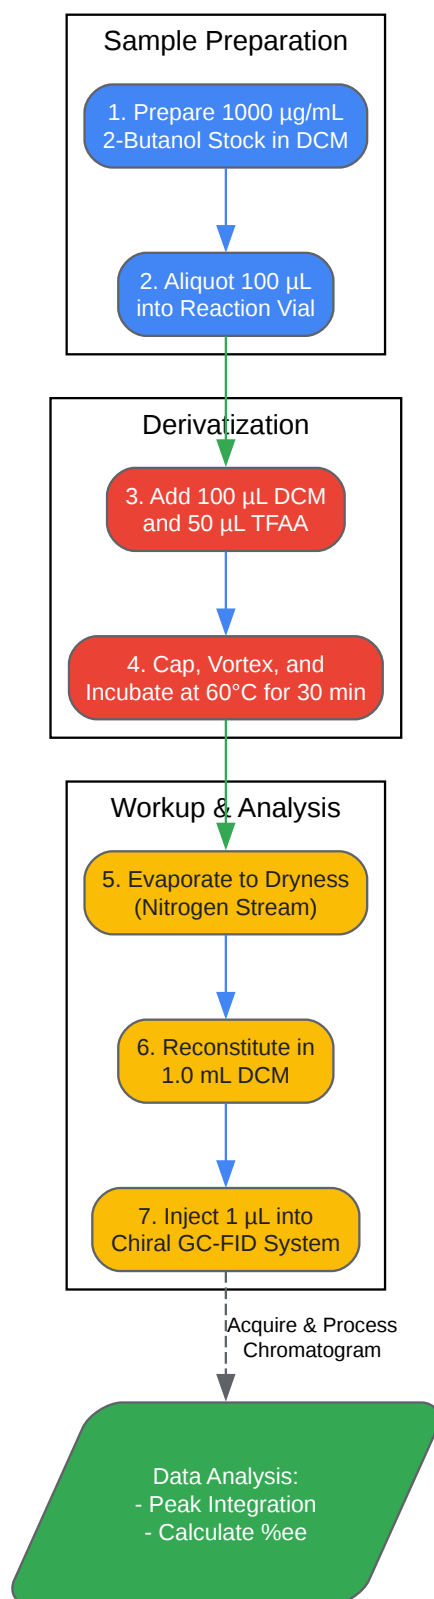 Sample Preparation
1. Prepare 1000 µg/mL
2-Butanol Stock in DCM
2. Aliquot 100 µL
into Reaction Vial
Derivatization
3. Add 100 µL DCM
and 50 µL TFAA
4. Cap, Vortex, and
Incubate at 60°C for 30 min
Workup & Analysis
5. Evaporate to Dryness
(Nitrogen Stream)
6. Reconstitute in
1.0 mL DCM
7. Inject 1 µL into
Chiral GC-FID System
Acquire & Process
Chromatogram
Data Analysis:
- Peak Integration
- Calculate %ee